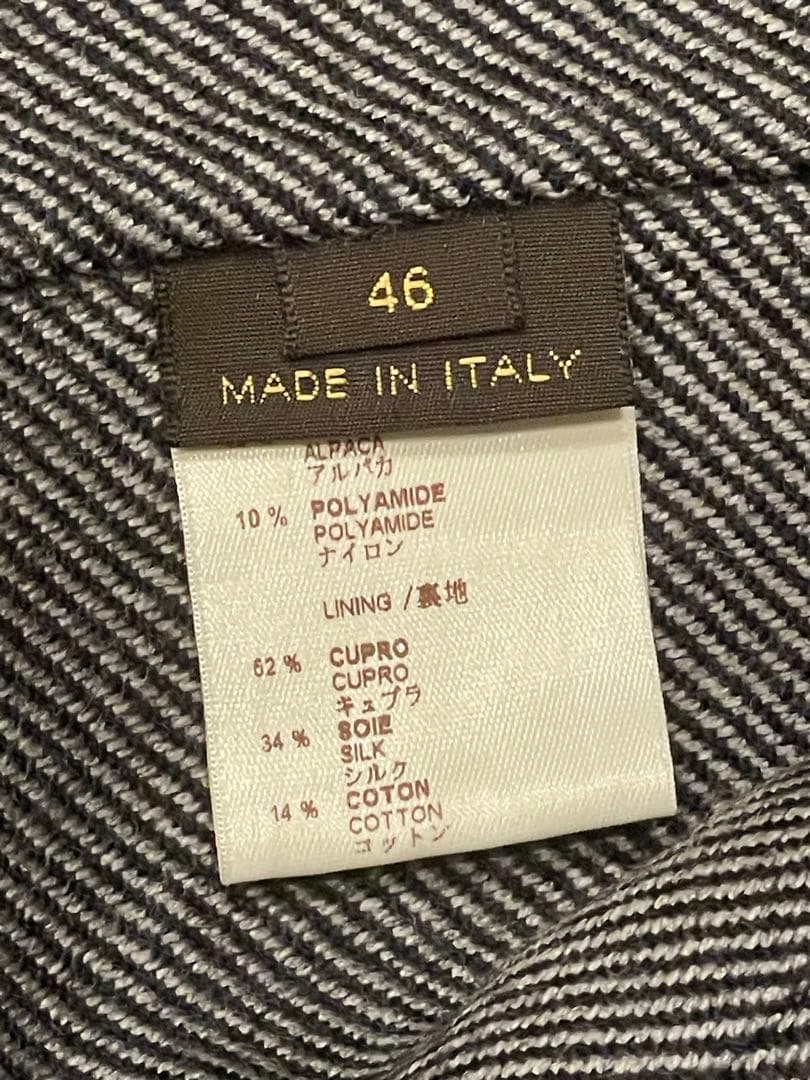 46
MADE IN ITALY
ALPACA
アルパカ
10 % POLYAMIDE
POLYAMIDE
ナイロン
LINING /裏地
52 % CUPRO
CUPRO
キュプラ
34 % SOIE
SILK
シルク
14 % COTON
COTTON
コットン